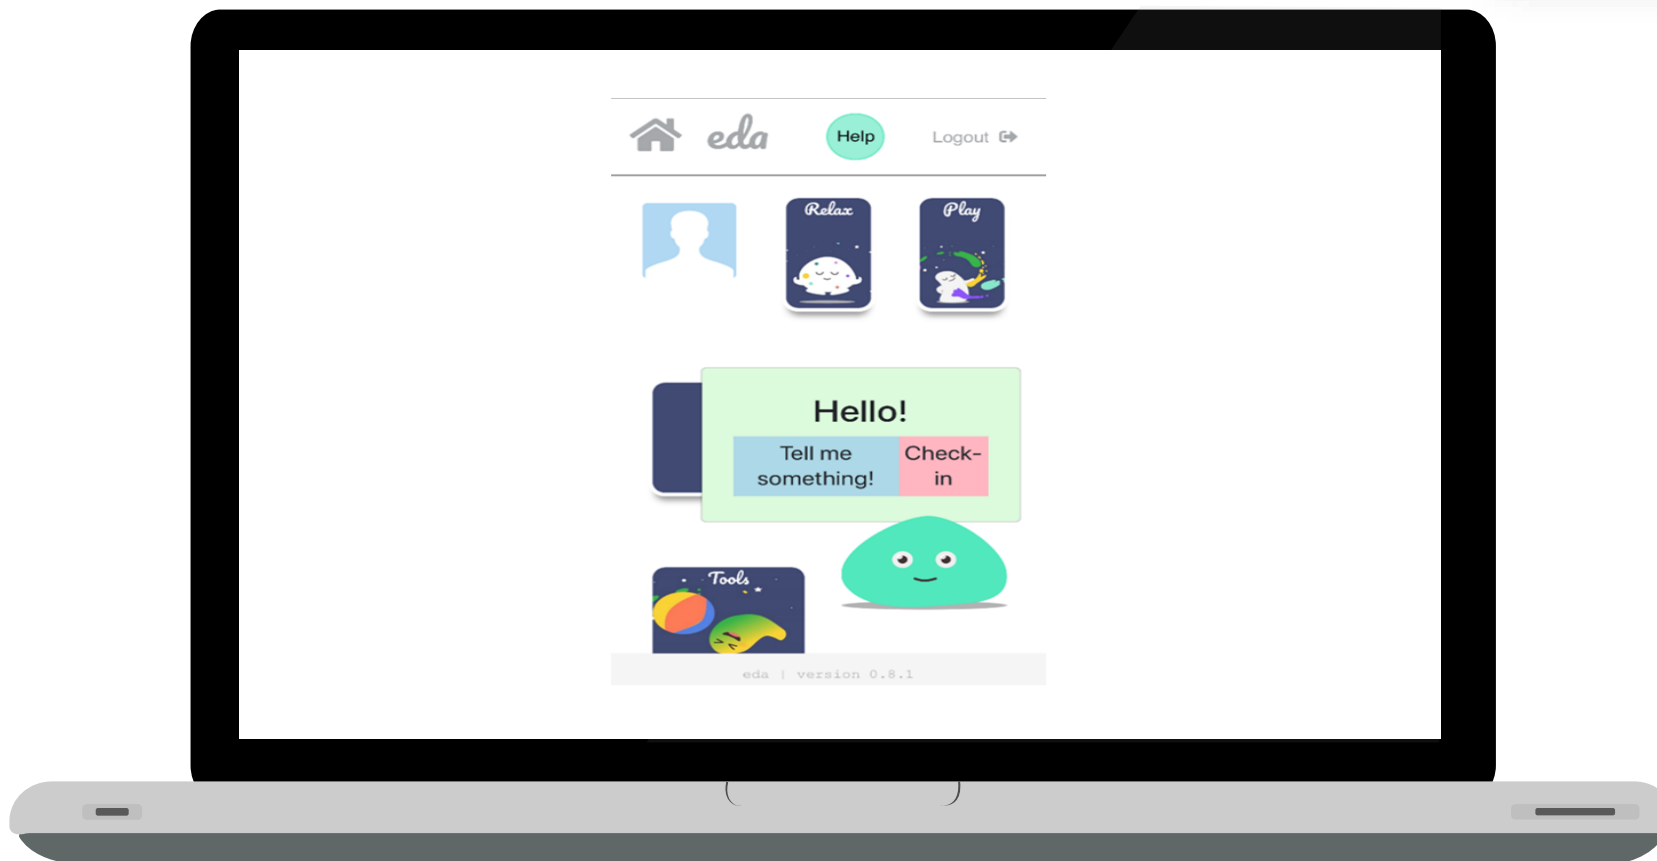 eda
Help
Logout
Relax
Play
Hello!
Tell me
something!
Check-
in
Tools
eda | version 0.8.1